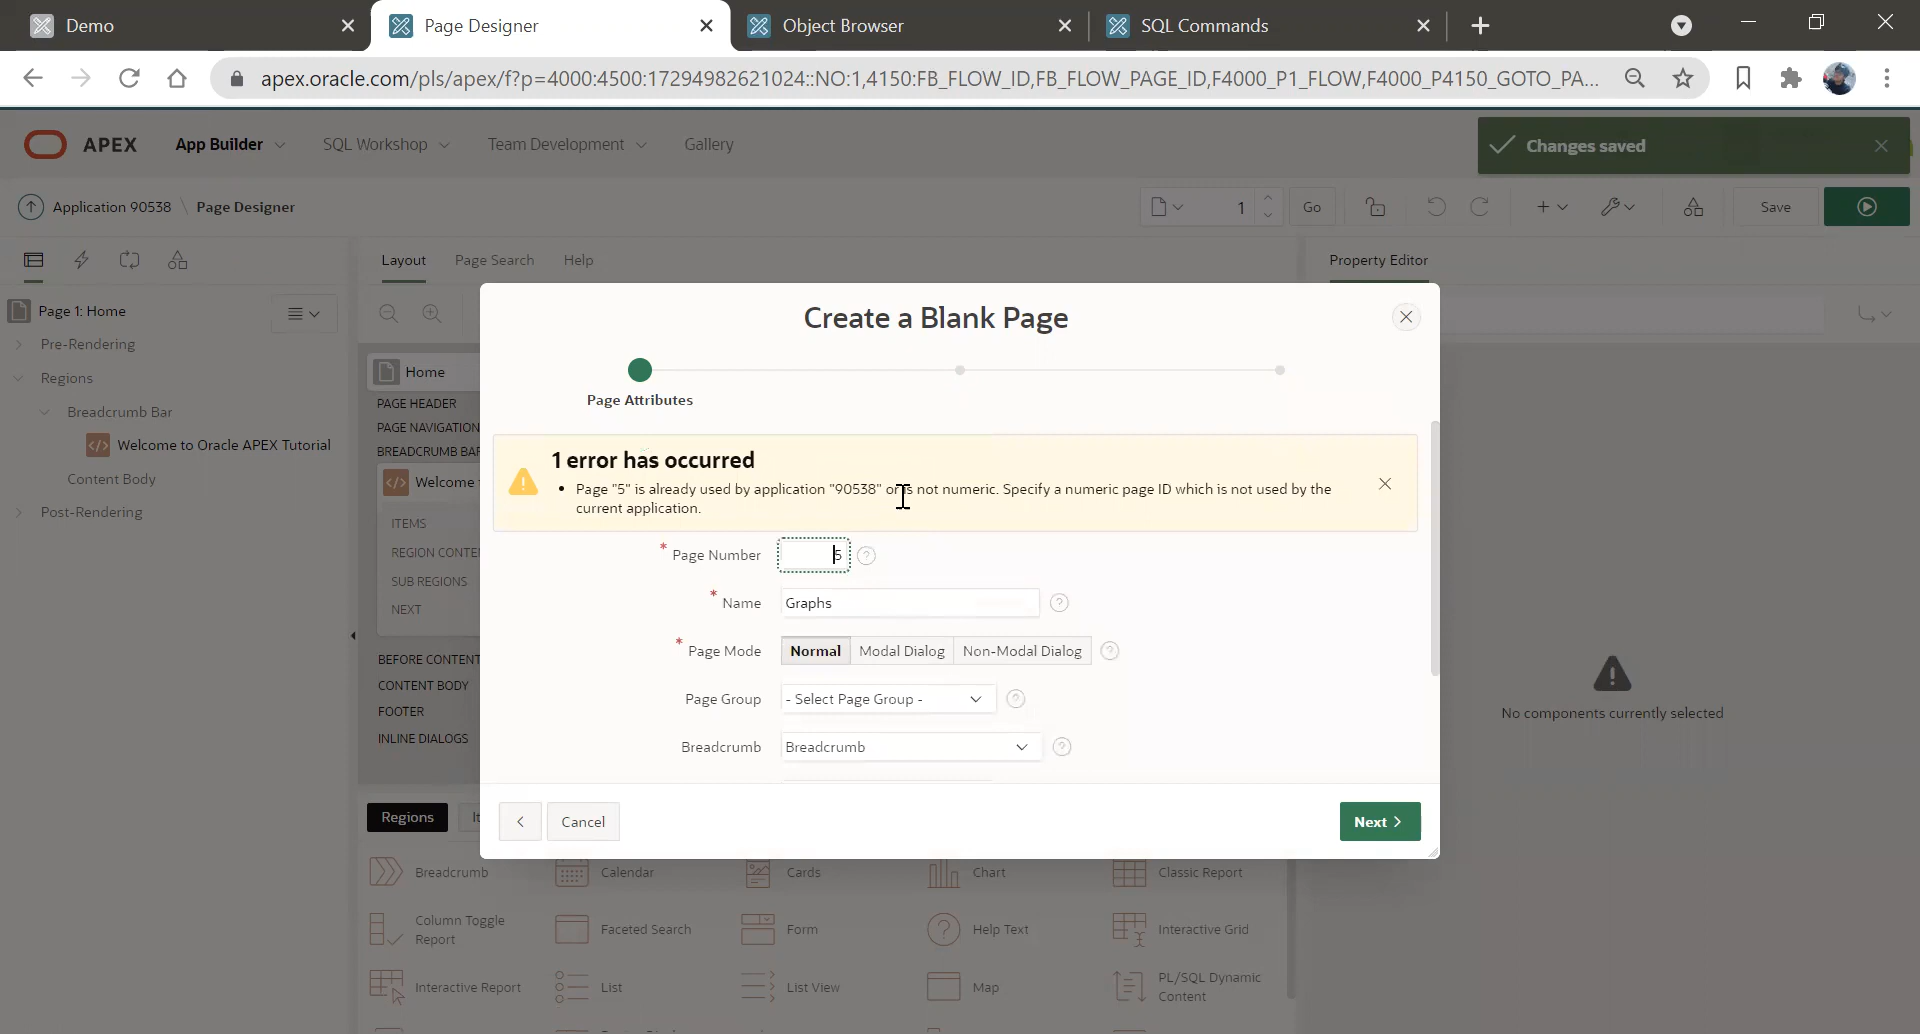 Demo
Page Designer
Object Browser
SQL Commands
apex.oracle.com/pls/apex/f?p=4000:4500:17294982621024::NO:1,4150:FB_FLOW_ID,FB_FLOW_PAGE_ID,F4000_P1_FLOW,F4000_P4150_GOTO_PA...
APEX
App Builder
SQL Workshop
Team Development
Gallery
Changes saved
Application 90538 \ Page Designer
1
Go
Save
Layout
Page Search
Help
Property Editor
Page 1: Home
Pre-Rendering
Regions
Breadcrumb Bar
Welcome to Oracle APEX Tutorial
Content Body
Post-Rendering
Home
PAGE HEADER
PAGE NAVIGATION
BREADCRUMB BAR
Welcome
ITEMS
REGION CONTE
SUB REGIONS
NEXT
BEFORE CONTENT
CONTENT BODY
FOOTER
INLINE DIALOGS
Create a Blank Page
Page Attributes
1 error has occurred
• Page "5" is already used by application "90538" or is not numeric. Specify a numeric page ID which is not used by the
current application.
* Page Number 5
* Name Graphs
* Page Mode Normal Modal Dialog Non-Modal Dialog
Page Group - Select Page Group -
Breadcrumb Breadcrumb
Cancel
Next
No components currently selected
Regions
It
Breadcrumb
Calendar
Cards
Chart
Classic Report
Column Toggle
Report
Faceted Search
Form
Help Text
Interactive Grid
Interactive Report
List
List View
Map
PL/SQL Dynamic
Content